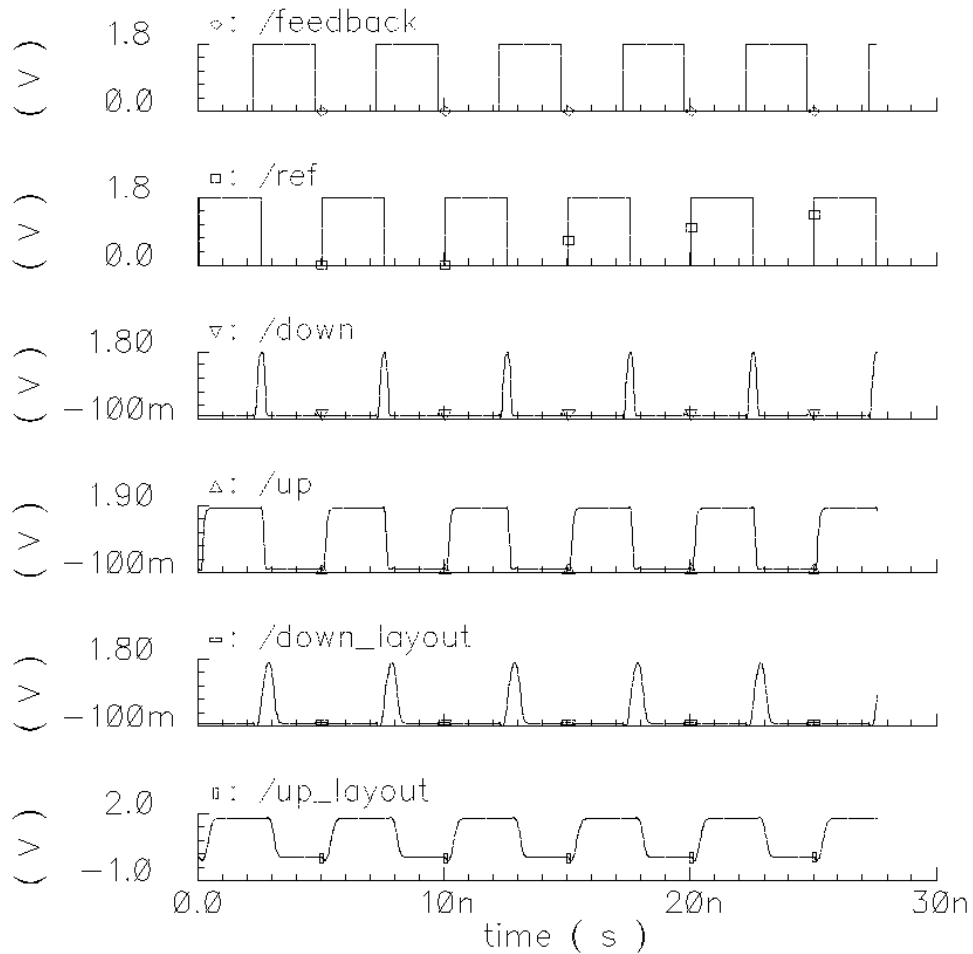 ◇: /feedback
1.8
(V)
0.0
□: /ref
1.8
(V)
0.0
▽: /down
1.80
(V)
-100m
△: /up
1.90
(V)
-100m
▭: /down_layout
1.80
(V)
-100m
▯: /up_layout
2.0
(V)
-1.0
0.0 10n 20n 30n
time ( s )